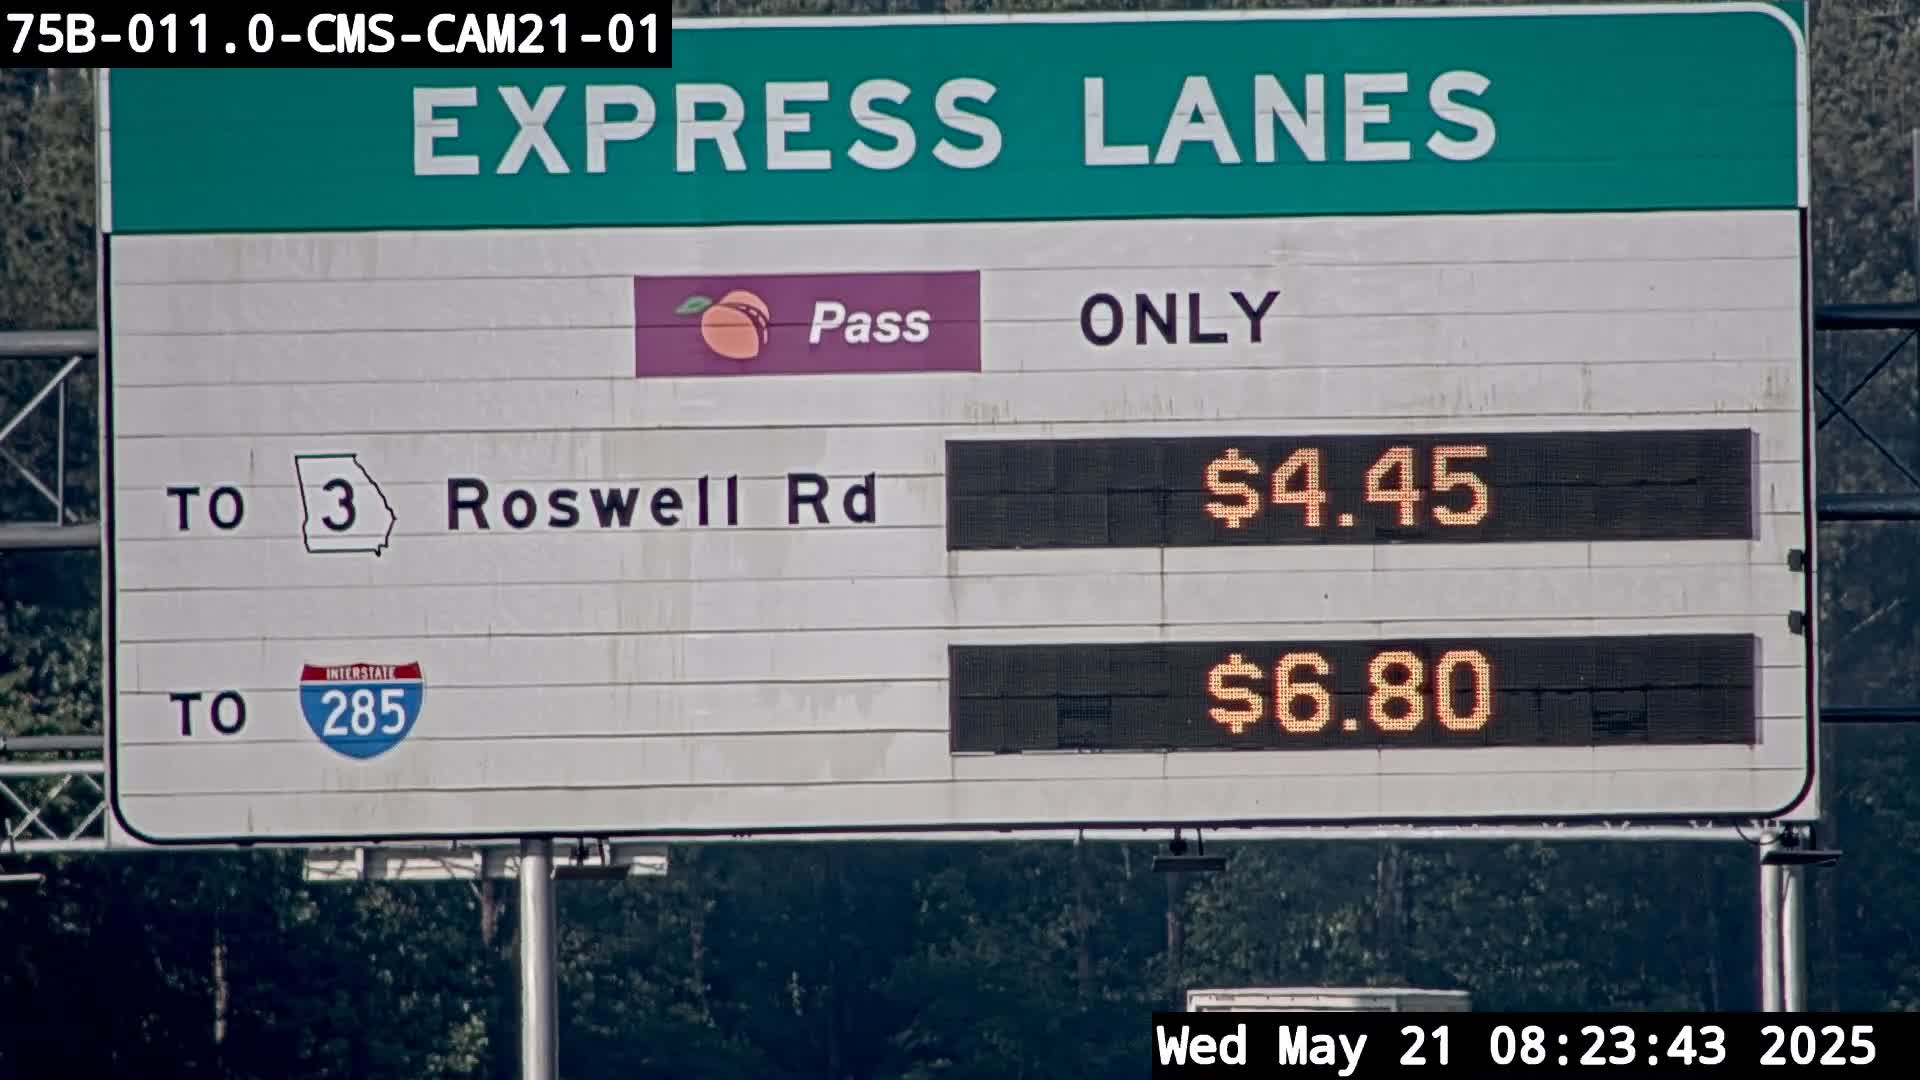 75B-011.0-CMS-CAM21-01
EXPRESS LANES
Pass ONLY
TO 3 Roswell Rd $4.45
INTERSTATE
TO 285 $6.80
Wed May 21 08:23:43 2025